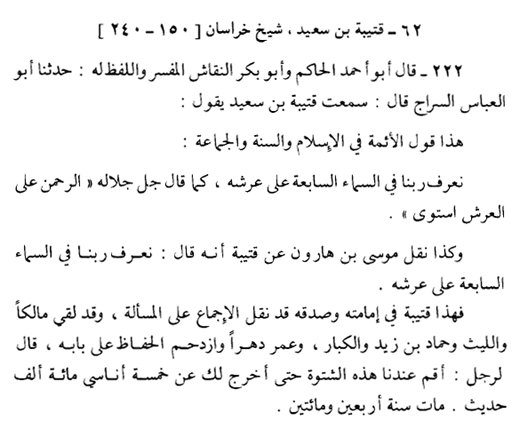 ٦٢ ـ قتيبة بن سعيد ، شيخ خراسان [ ١٥٠ ـ ٢٤٠ ]
٢٢٢ ـ قال أبو أحمد الحاكم وأبو بكر النقاش المفسر واللفظ له : حدثنا أبو
العباس السراج قال : سمعت قتيبة بن سعيد يقول :
هذا قول الأئمة في الإسلام والسنة والجماعة :
نعرف ربنا في السماء السابعة على عرشه ، كما قال جل جلاله « الرحمن على
العرش استوى » .
وكذا نقل موسى بن هارون عن قتيبة أنه قال : نعرف ربنا في السماء
السابعة على عرشه .
فهذا قتيبة في إمامته وصدقه قد نقل الإجماع على المسألة ، وقد لقي مالكاً
والليث وحماد بن زيد والكبار ، وعمر دهراً وازدحم الحفاظ على بابه ، قال
لرجل : أقم عندنا هذه الشتوة حتى أخرج لك عن خمسة أناسي مائة ألف
حديث . مات سنة أربعين ومائتين .